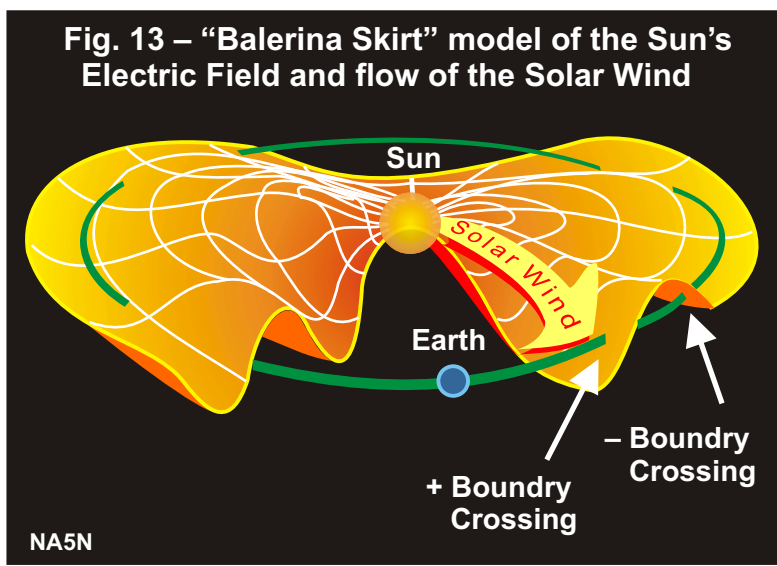 Fig. 13 – “Balerina Skirt” model of the Sun’s
Electric Field and flow of the Solar Wind
Sun
Solar Wind
Earth
– Boundry
Crossing
+ Boundry
Crossing
NA5N